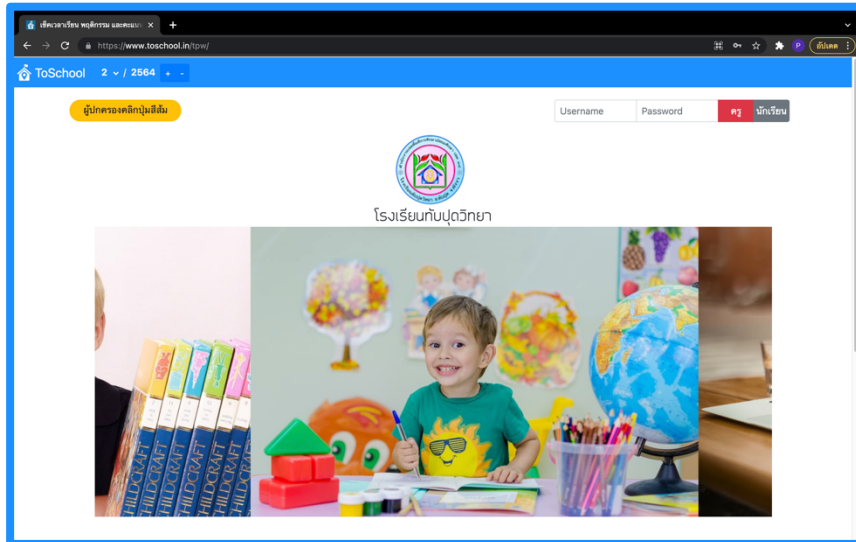 เช็คเวลาเรียน พฤติกรรม และคะแนน
https://www.toschool.in/tpw/
อัปเดต
ToSchool 2 / 2564 + -
ผู้ปกครองคลิกปุ่มสีส้ม
Username Password ครู นักเรียน
โรงเรียนทับปุดวิทยา
CHILDCRAFT CHILDCRAFT CHILDCRAFT